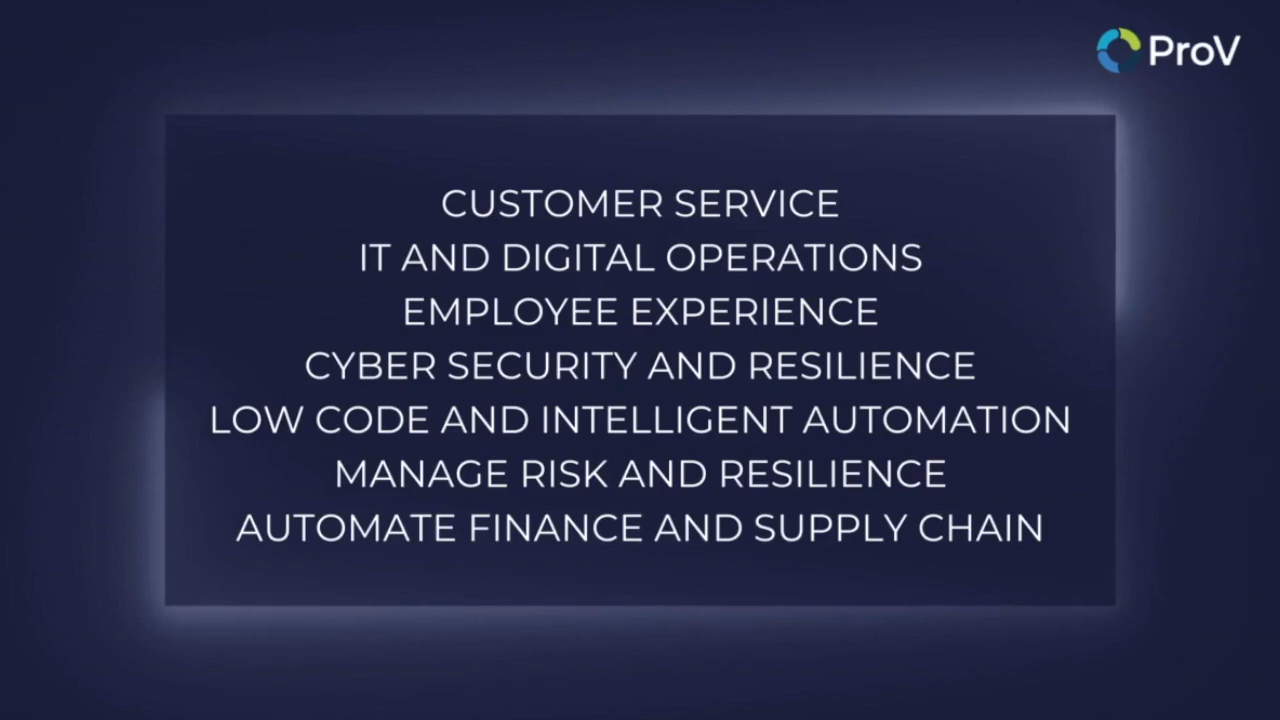 ProV
CUSTOMER SERVICE
IT AND DIGITAL OPERATIONS
EMPLOYEE EXPERIENCE
CYBER SECURITY AND RESILIENCE
LOW CODE AND INTELLIGENT AUTOMATION
MANAGE RISK AND RESILIENCE
AUTOMATE FINANCE AND SUPPLY CHAIN